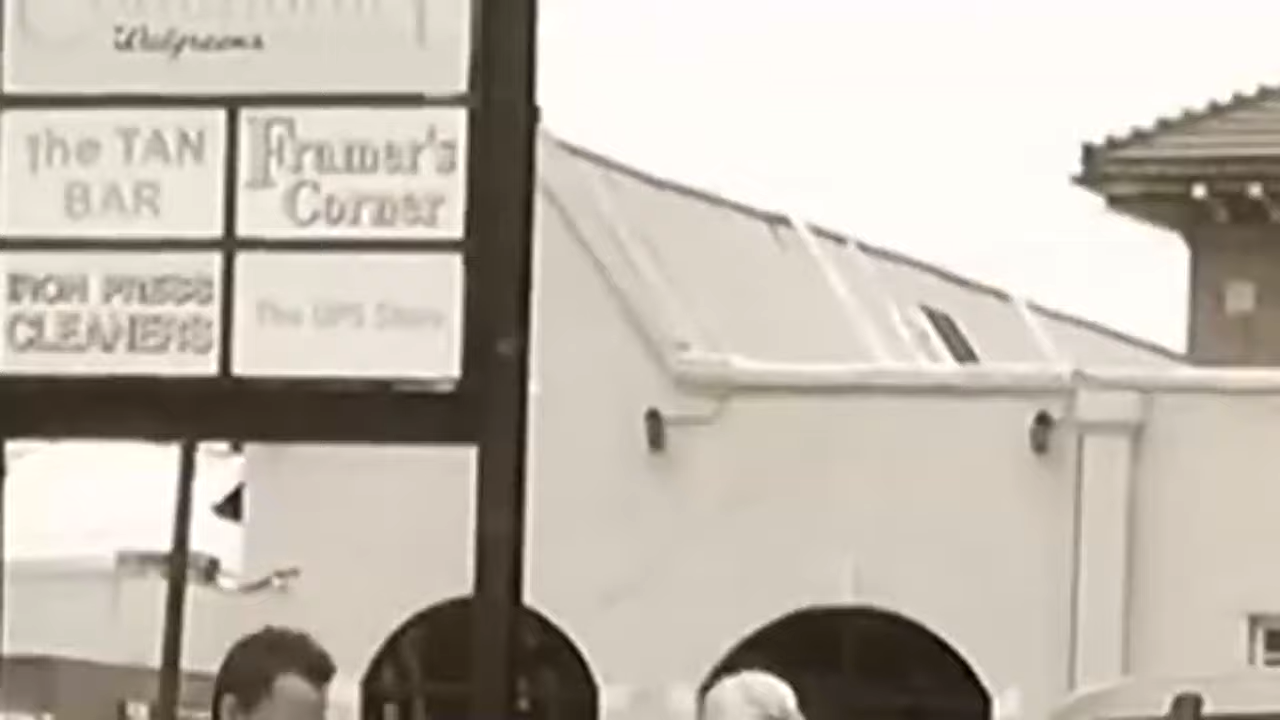 Walgreens
the TAN
BAR
Framer's
Corner
IRON PRESS
CLEANERS
The UPS Store